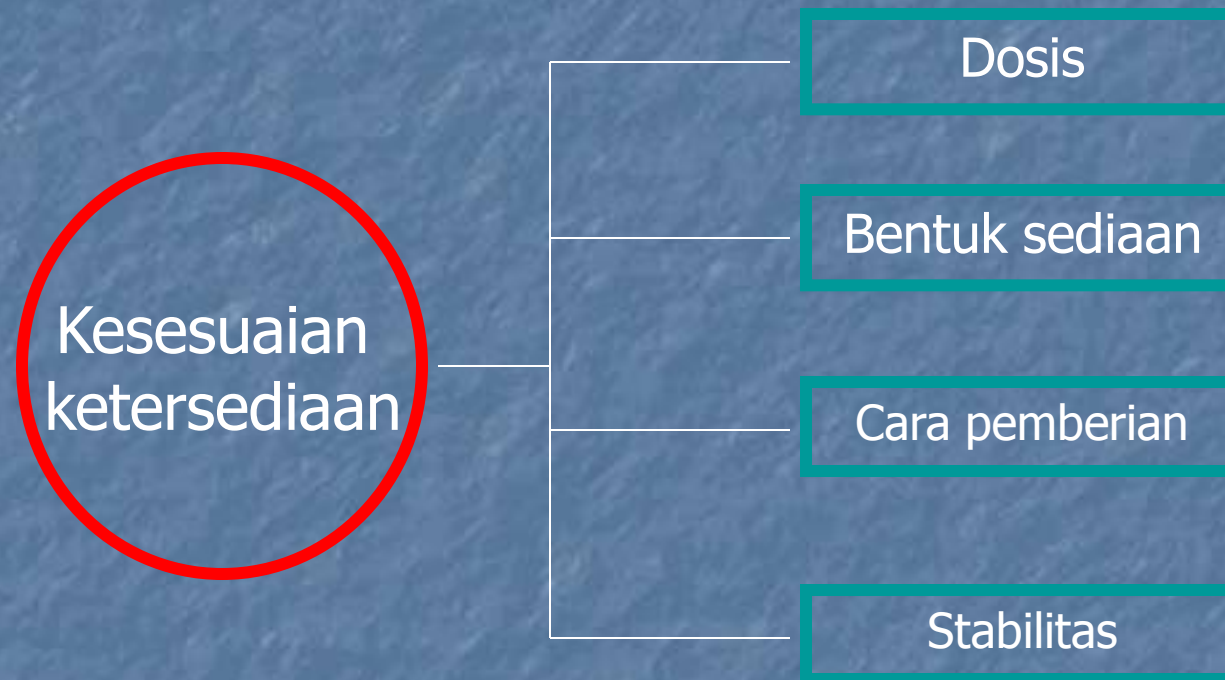 Kesesuaian
ketersediaan
Dosis
Bentuk sediaan
Cara pemberian
Stabilitas